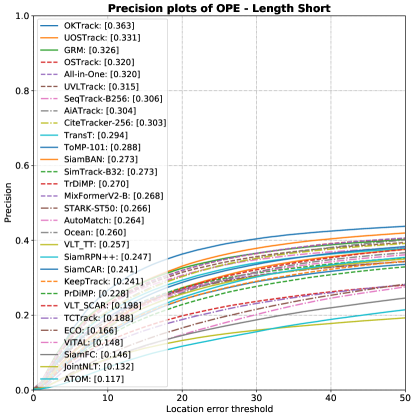 Precision plots of OPE - Length Short
1.0
0.8
0.6
0.4
0.2
0.0
Precision
OKTrack: [0.363]
UOSTrack: [0.331]
GRM: [0.326]
OSTrack: [0.320]
All-in-One: [0.320]
UVLTrack: [0.315]
SeqTrack-B256: [0.306]
AiATrack: [0.304]
CiteTracker-256: [0.303]
TransT: [0.294]
ToMP-101: [0.288]
SiamBAN: [0.273]
SimTrack-B32: [0.273]
TrDiMP: [0.270]
MixFormerV2-B: [0.268]
STARK-ST50: [0.266]
AutoMatch: [0.264]
Ocean: [0.260]
VLT_TT: [0.257]
SiamRPN++: [0.247]
SiamCAR: [0.241]
KeepTrack: [0.241]
PrDiMP: [0.228]
VLT_SCAR: [0.198]
TCTrack: [0.188]
ECO: [0.166]
VITAL: [0.148]
SiamFC: [0.146]
JointNLT: [0.132]
ATOM: [0.117]
0 10 20 30 40 50
Location error threshold